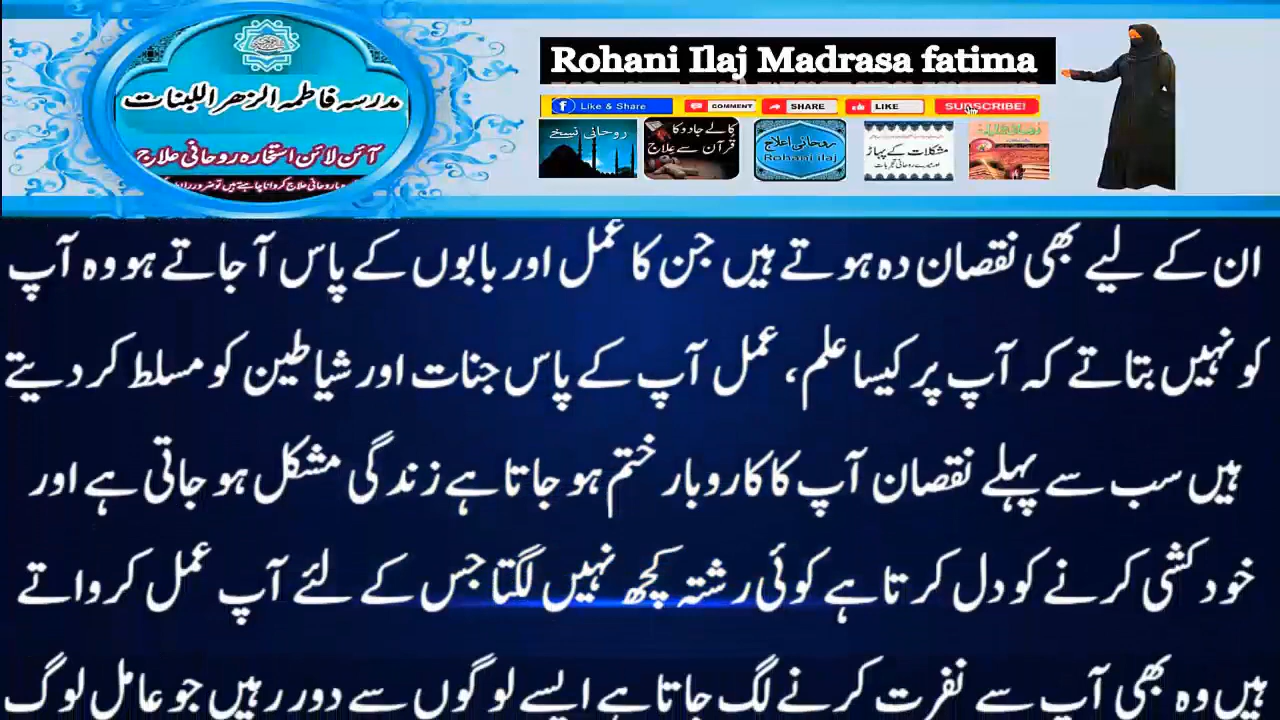 مدرسہ فاطمہ الزھرا للبنات
آئن لائن استخارہ روحانی علاج
Rohani Ilaj Madrasa fatima
Like & Share
COMMENT
SHARE
LIKE
SUBSCRIBE!
روحانی نسخے
کالے جادو کا
قرآن سے علاج
روحانی اعلاج
Rohani ilaj
مشکلات کے پہاڑ
ان کے لیے بھی نقصان دہ ہوتے ہیں جن کا عمل اور بابوں کے پاس آ جاتے ہو وہ آپ
کو نہیں بتاتے کہ آپ پر کیسا علم، عمل آپ کے پاس جنات اور شیاطین کو مسلط کر دیتے
ہیں سب سے پہلے نقصان آپ کا کاروبار ختم ہو جاتا ہے زندگی مشکل ہو جاتی ہے اور
خودکشی کرنے کو دل کرتا ہے کوئی رشتہ کچھ نہیں لگتا جس کے لئے آپ عمل کرواتے
ہیں وہ بھی آپ سے نفرت کرنے لگ جاتا ہے ایسے لوگوں سے دور رہیں جو عامل لوگ